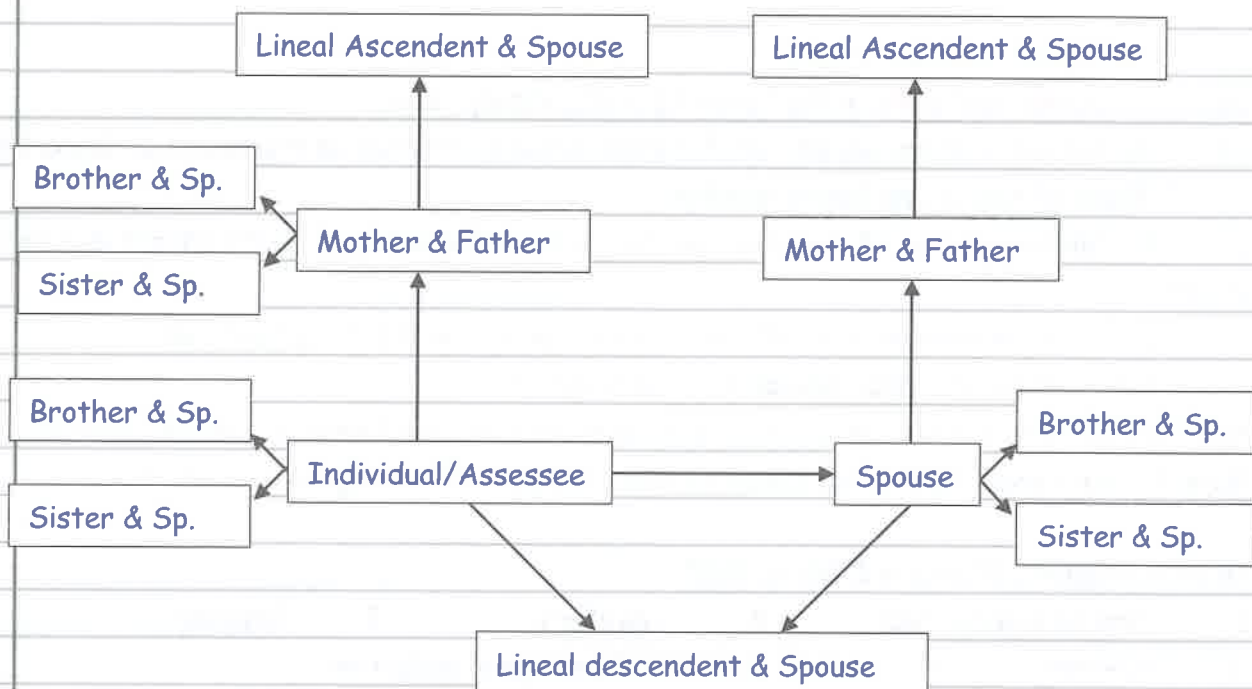 Lineal Ascendent & Spouse
Lineal Ascendent & Spouse
Brother & Sp.
Mother & Father
Mother & Father
Sister & Sp.
Brother & Sp.
Brother & Sp.
Individual/Assessee
Spouse
Sister & Sp.
Sister & Sp.
Lineal descendent & Spouse